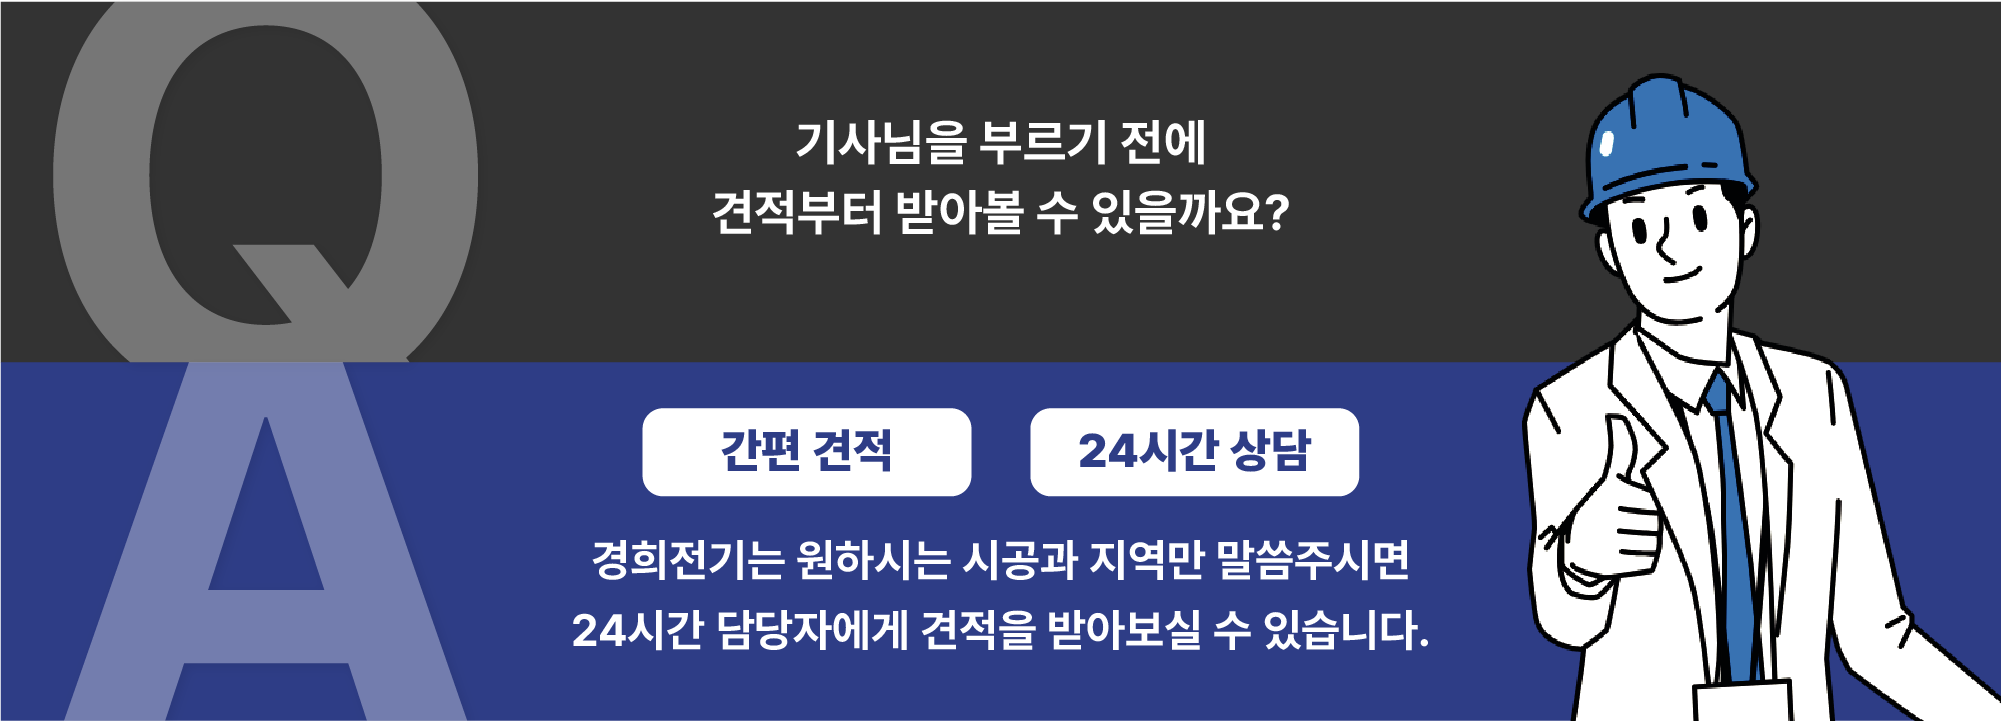 Q
기사님을 부르기 전에
견적부터 받아볼 수 있을까요?
A
간편 견적
24시간 상담
경희전기는 원하시는 시공과 지역만 말씀주시면
24시간 담당자에게 견적을 받아보실 수 있습니다.